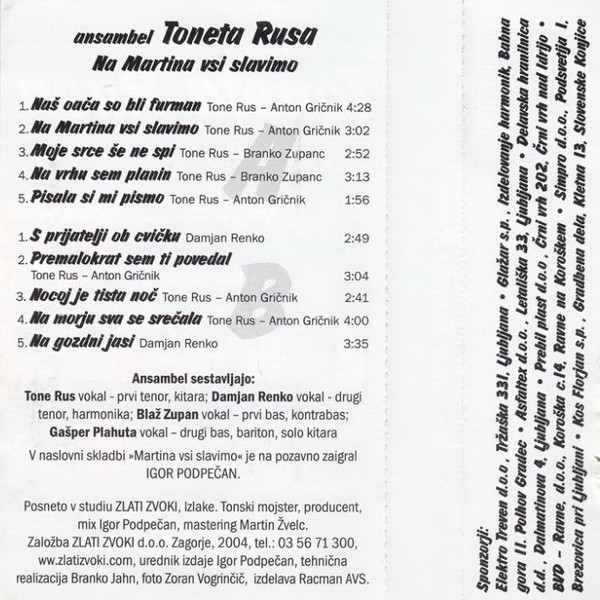 ansambel Toneta Rusa
Na Martina vsi slavimo
1. Naš oača so bli furman Tone Rus – Anton Gričnik 4:28
2. Na Martina vsi slavimo Tone Rus – Anton Gričnik 3:02
3. Moje srce še ne spi Tone Rus – Branko Zupanc 2:52
4. Na vrhu sem planin Tone Rus – Branko Zupanc 3:13
5. Pisala si mi pismo Tone Rus – Anton Gričnik 1:56
A
1. S prijatelji ob cvičku Damjan Renko 2:49
2. Premalokrat sem ti povedal
Tone Rus – Anton Gričnik 3:04
3. Nocoj je tista noč Tone Rus – Anton Gričnik 2:41
4. Na morju sva se srečala Tone Rus – Anton Gričnik 4:00
5. Na gozdni jasi Damjan Renko 3:35
B
Ansambel sestavljajo:
Tone Rus vokal - prvi tenor, kitara; Damjan Renko vokal - drugi
tenor, harmonika; Blaž Zupan vokal – prvi bas, kontrabas;
Gašper Plahuta vokal – drugi bas, bariton, solo kitara
V naslovni skladbi »Martina vsi slavimo« je na pozavno zaigral
IGOR PODPEČAN.
Posneto v studiu ZLATI ZVOKI, Izlake. Tonski mojster, producent,
mix Igor Podpečan, mastering Martin Žvelc.
Založba ZLATI ZVOKI d.o.o. Zagorje, 2004, tel.: 03 56 71 300,
ww.zlatizvoki.com, urednik izdaje Igor Podpečan, tehnična
realizacija Branko Jahn, foto Zoran Vogrinčič, izdelava Racman AVS.
Sponzorji:
Elektro Treven d.o.o., Tržaška 331, Ljubljana • Glažar s.p., Izdelovanje harmonik, Babna
gora 11, Polhov Gradec • Asfaltex d.o.o., Letališka 33, Ljubljana • Delavska hranilnica
d.d., Dalmatinova 4, Ljubljana • Prebil plast d.o.o., Črni vrh 202, Črni vrh nad Idrijo •
BVD – Ravne, d.o.o., Koroška c.14, Ravne na Koroškem • Simpro d.o.o., Podsvetija 1,
Brezovica pri Ljubljani • Kos Florjan s.p., Gradbena dela, Kletna 13, Slovenske Konjice